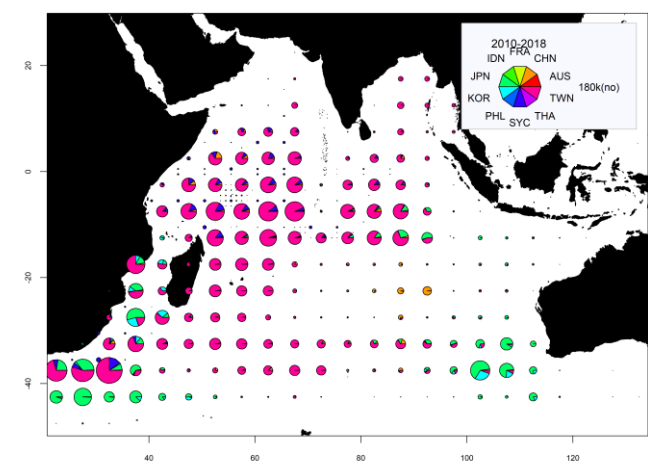 2010-2018
FRA
IDN CHN
JPN AUS
180k(no)
KOR TWN
PHL THA
SYC
20
0
-20
-40
40 60 80 100 120